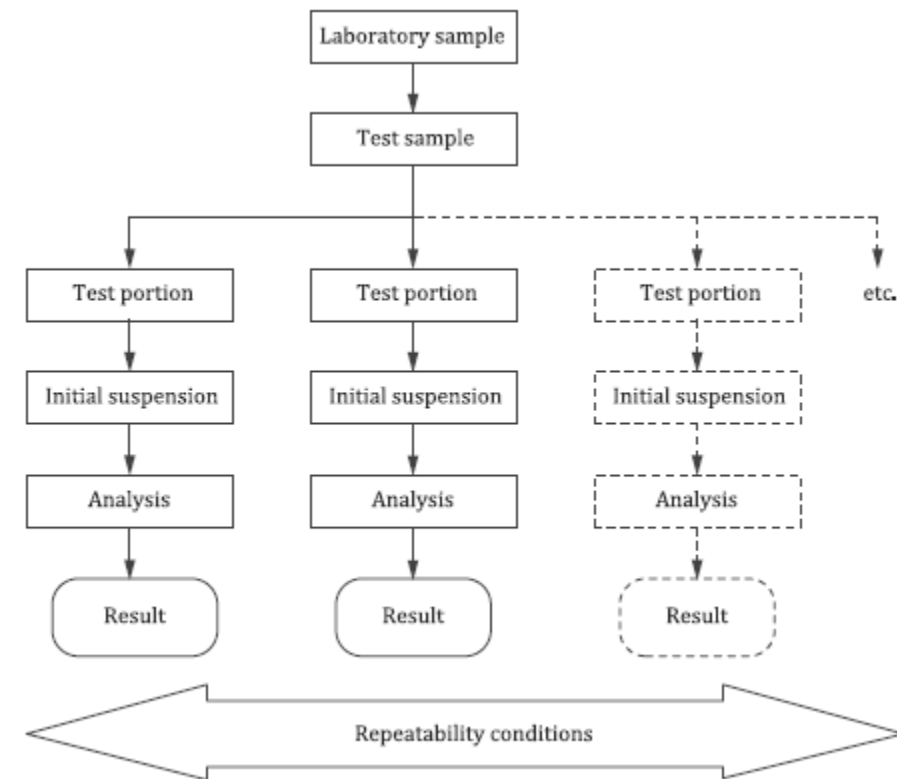 Laboratory sample
Test sample
Test portion
Test portion
Test portion
etc.
Initial suspension
Initial suspension
Initial suspension
Analysis
Analysis
Analysis
Result
Result
Result
Repeatability conditions